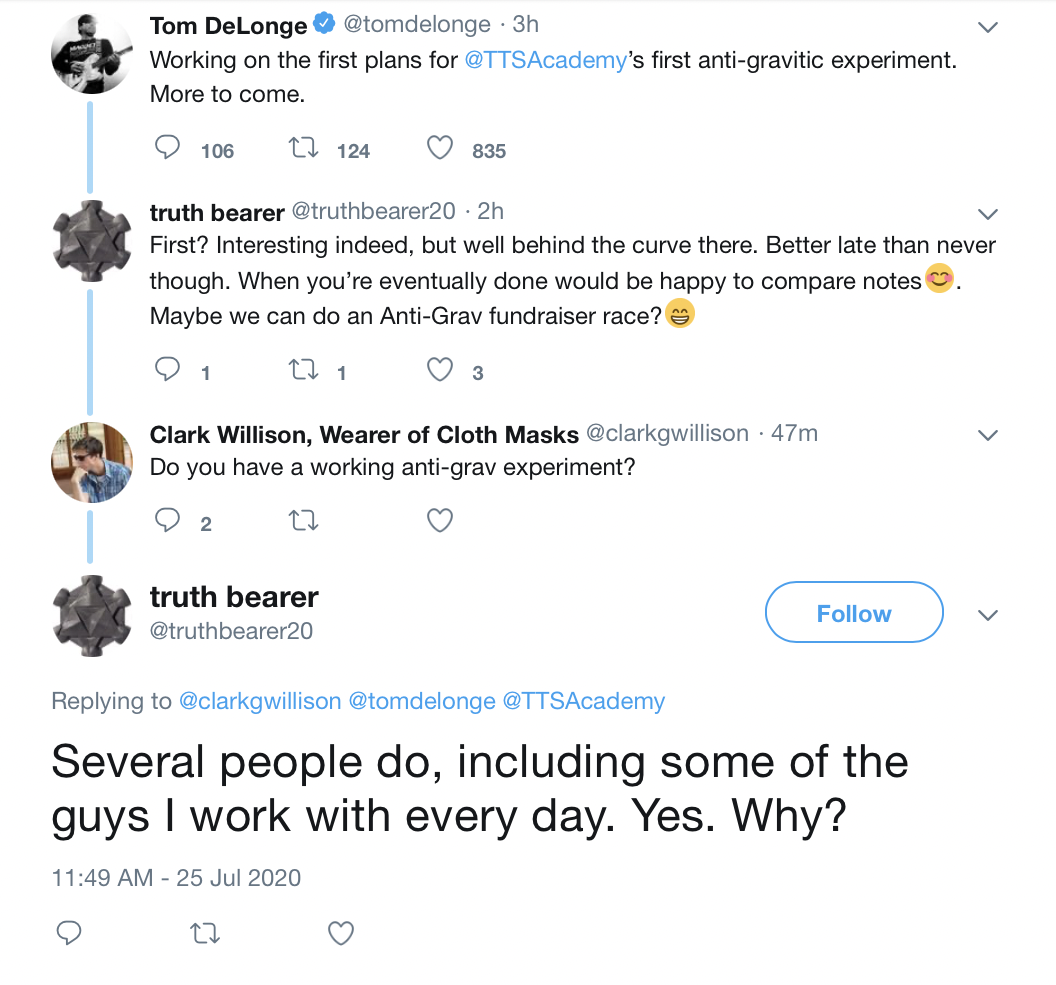 Tom DeLonge @tomdelonge · 3h
Working on the first plans for @TTSAcademy's first anti-gravitic experiment.
More to come.
106 124 835
truth bearer @truthbearer20 · 2h
First? Interesting indeed, but well behind the curve there. Better late than never
though. When you're eventually done would be happy to compare notes😊.
Maybe we can do an Anti-Grav fundraiser race?😁
1 1 3
Clark Willison, Wearer of Cloth Masks @clarkgwillison · 47m
Do you have a working anti-grav experiment?
2
truth bearer
@truthbearer20
Follow
Replying to @clarkgwillison @tomdelonge @TTSAcademy
Several people do, including some of the
guys I work with every day. Yes. Why?
11:49 AM - 25 Jul 2020